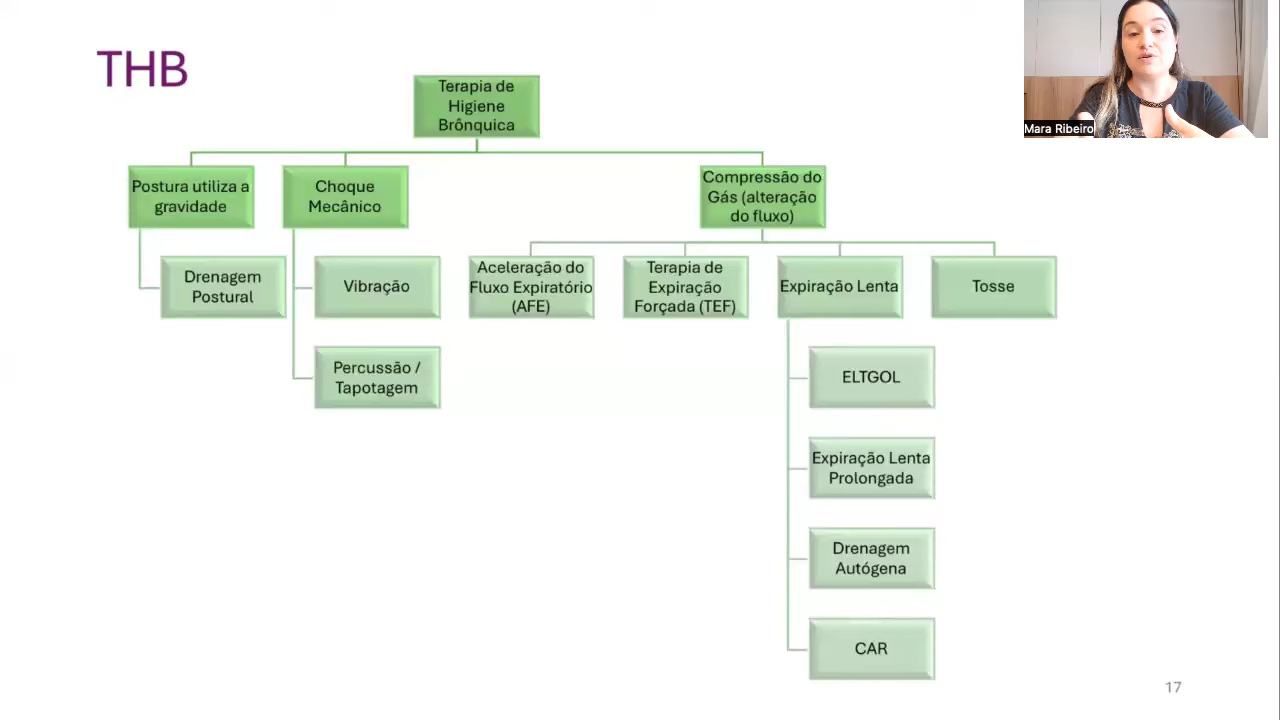 THB
Mara Ribeiro
Terapia de
Higiene
Brônquica
Postura utiliza a
gravidade
Choque
Mecânico
Compressão do
Gás (alteração
do fluxo)
Drenagem
Postural
Vibração
Aceleração do
Fluxo Expiratório
(AFE)
Terapia de
Expiração
Forçada (TEF)
Expiração Lenta
Tosse
Percussão /
Tapotagem
ELTGOL
Expiração Lenta
Prolongada
Drenagem
Autógena
CAR
17